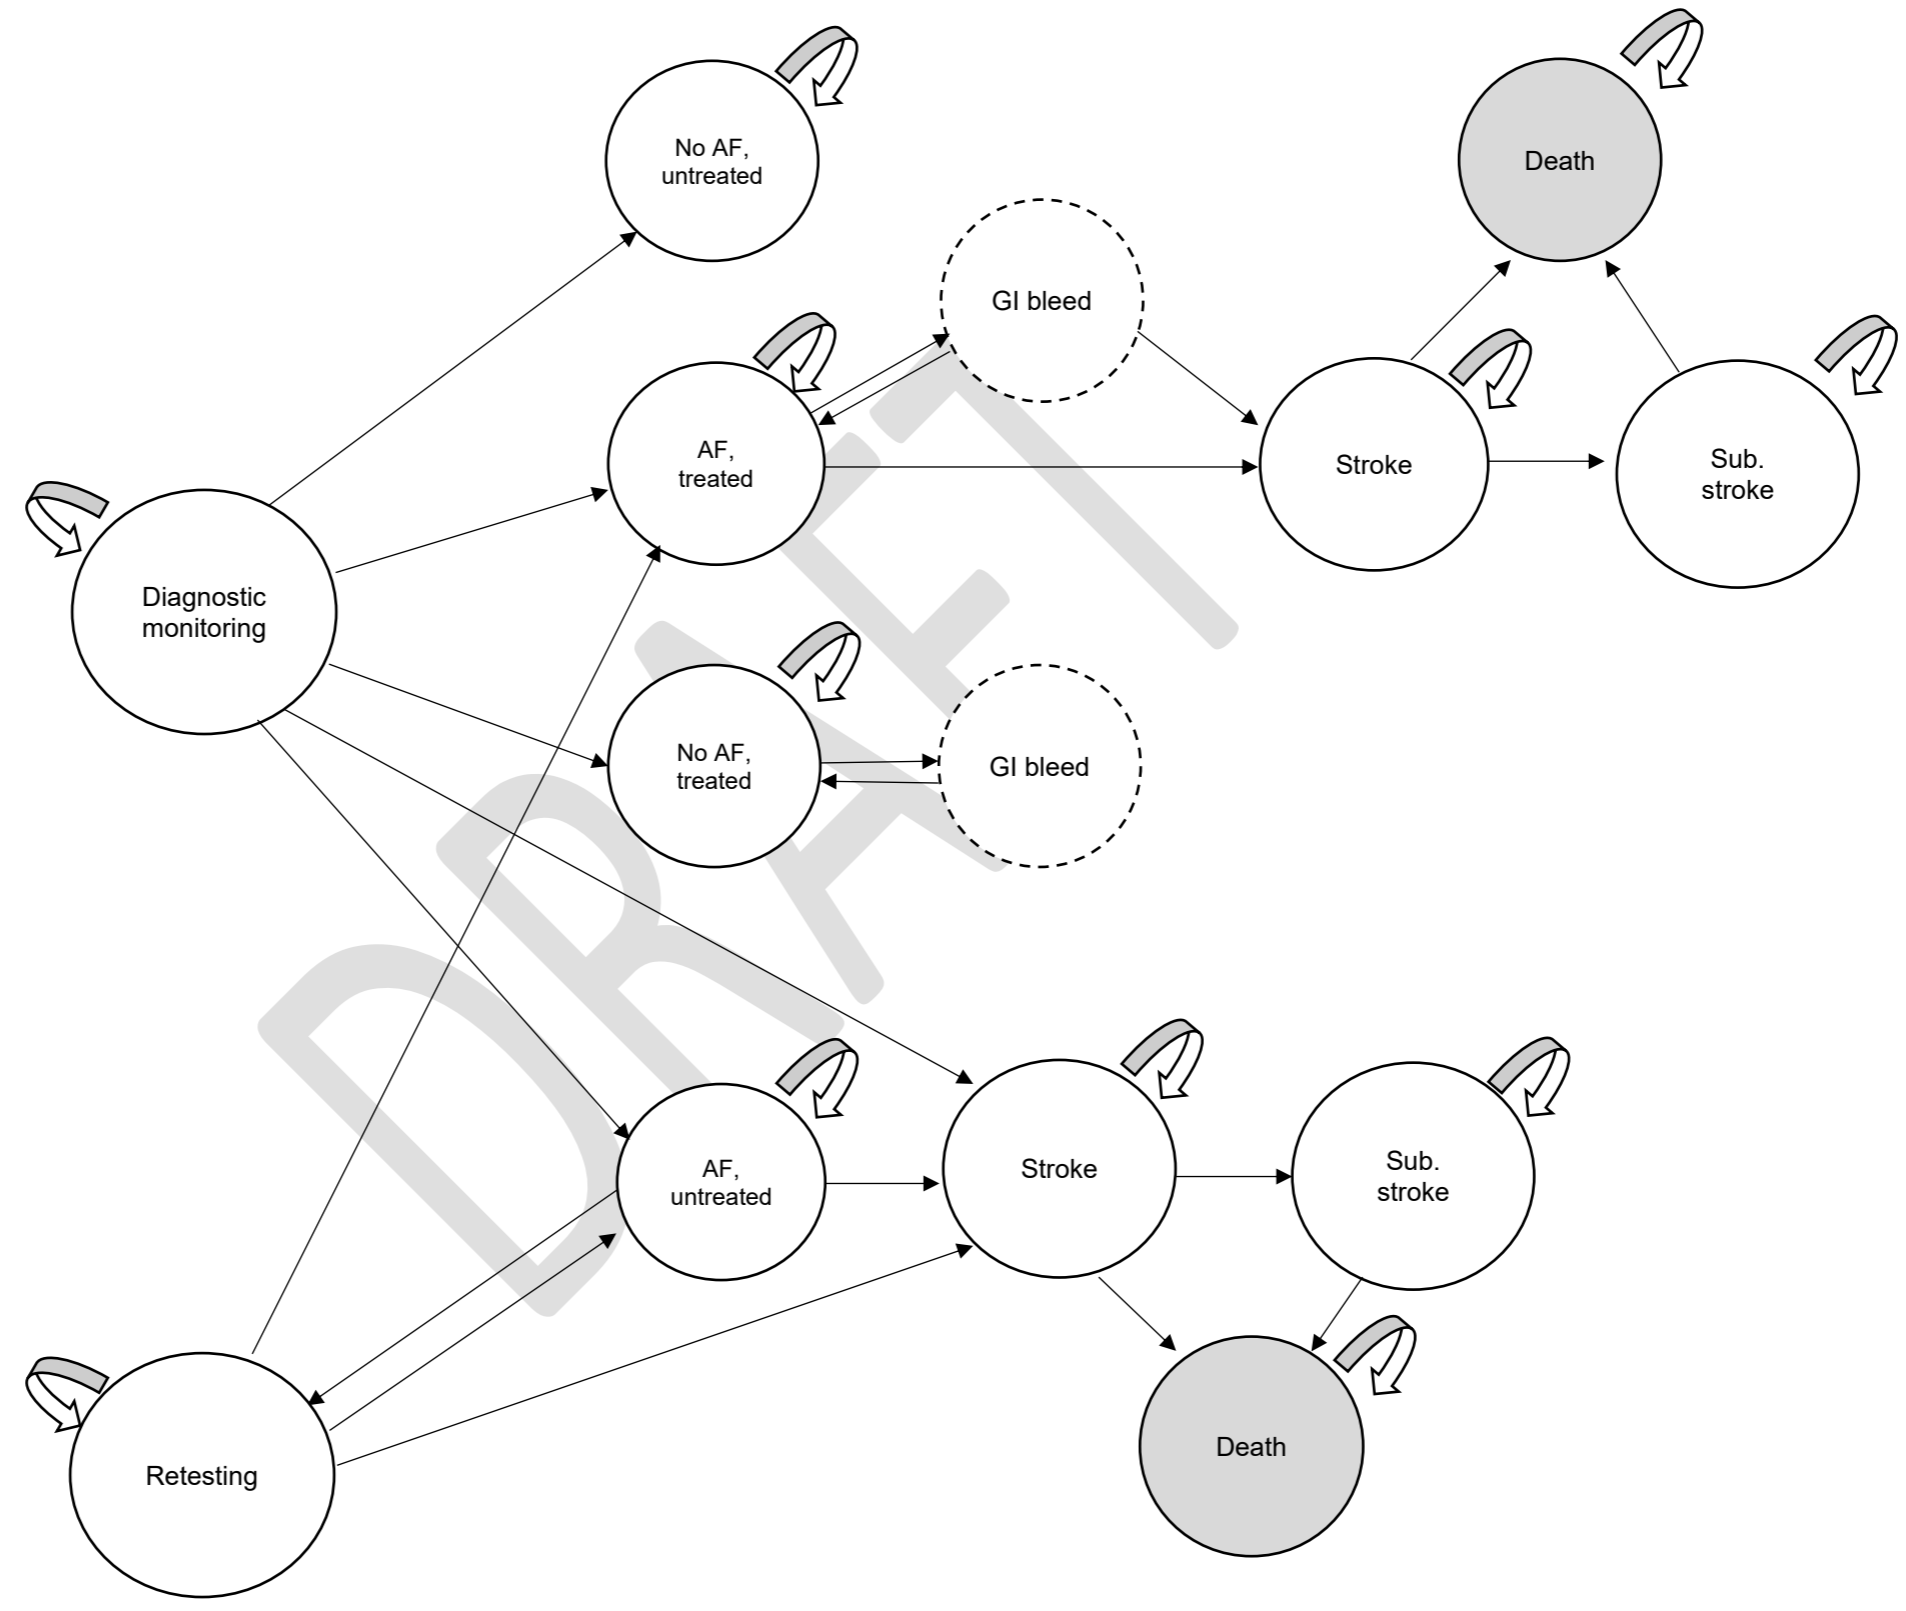 No AF,
untreated
Death
GI bleed
AF,
treated
Stroke
Sub.
stroke
Diagnostic
monitoring
No AF,
treated
GI bleed
DRAFT
AF,
untreated
Stroke
Sub.
stroke
Retesting
Death